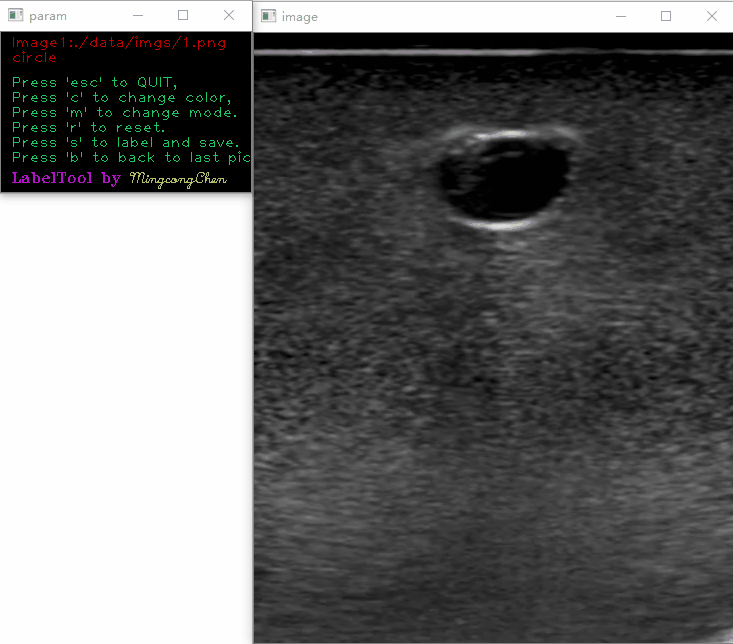 param
Image1:./data/Imgs/1.png
circle
Press 'esc' to QUIT,
Press 'c' to change color,
Press 'm' to change mode.
Press 'r' to reset.
Press 's' to label and save.
Press 'b' to back to last pic
LabelTool by MingcongChen
image